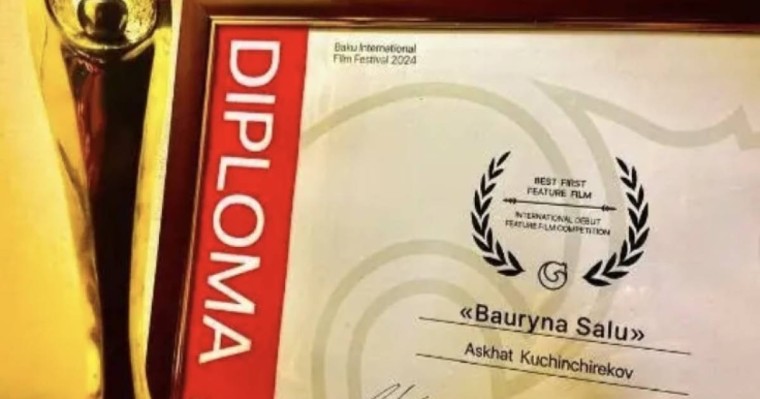 DIPLOMA
Baku International
Film Festival 2024
BEST FIRST
FEATURE FILM
INTERNATIONAL DEBUT
FEATURE FILM COMPETITION
«Bauryna Salu»
Askhat Kuchinchirekov